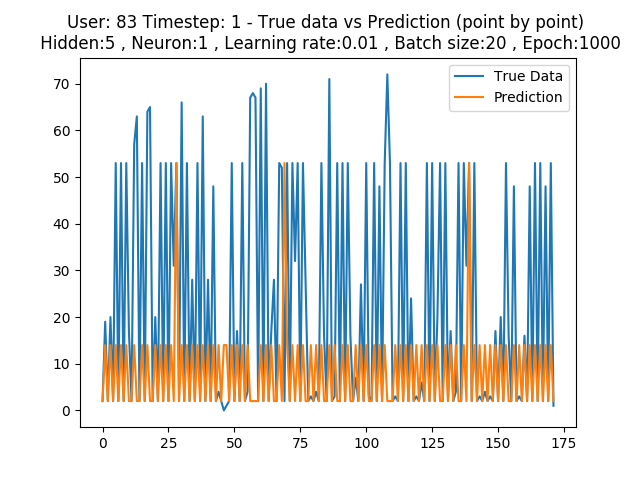 User: 83 Timestep: 1 - True data vs Prediction (point by point)
Hidden:5 , Neuron:1 , Learning rate:0.01 , Batch size:20 , Epoch:1000
True Data
Prediction
70
60
50
40
30
20
10
0
0 25 50 75 100 125 150 175